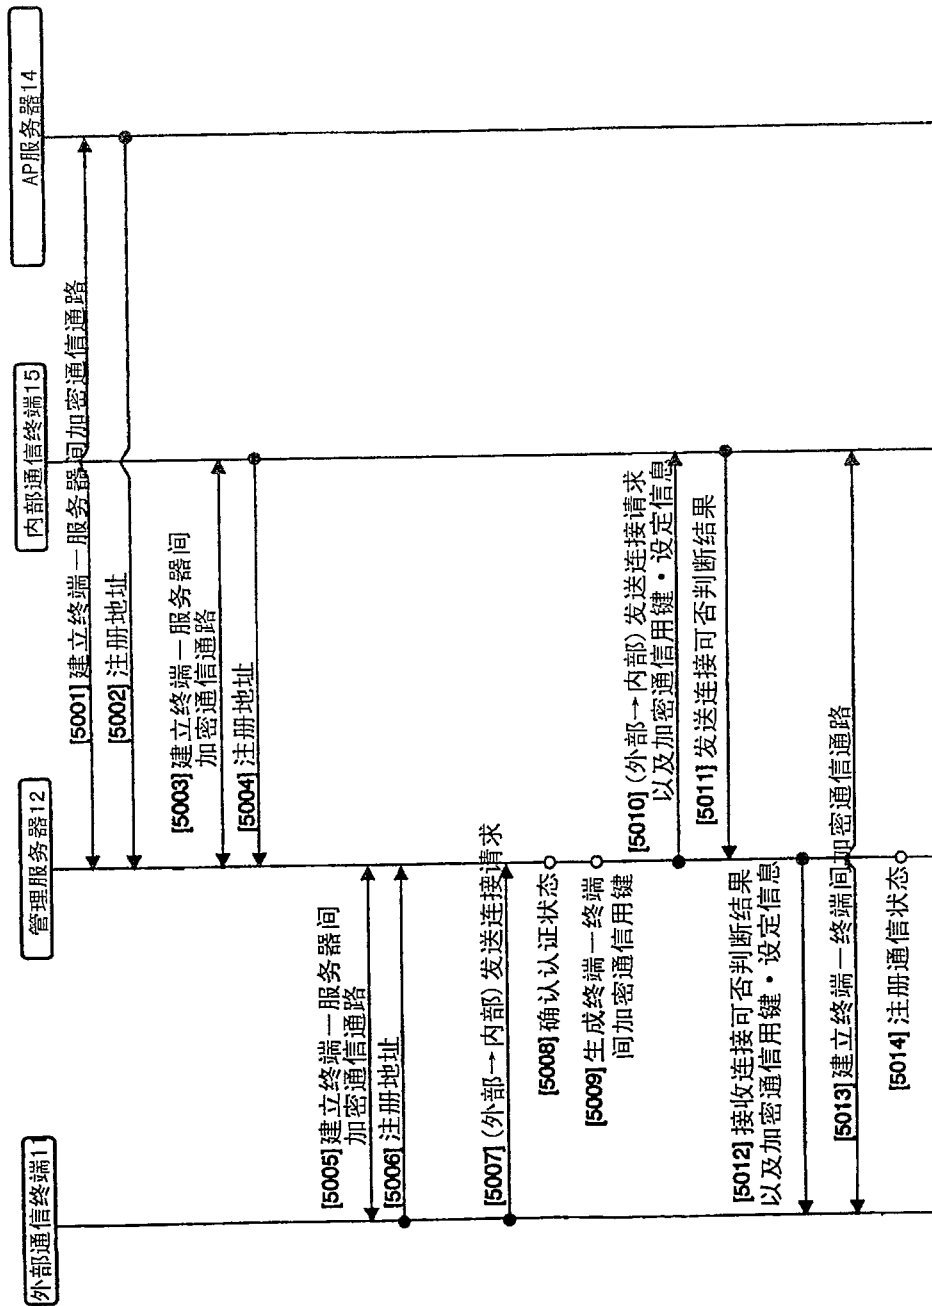 外部通信终端11
管理服务器12
内部通信终端15
AP服务器14
[5001] 建立终端－服务器间加密通信通路
[5002] 注册地址
[5003] 建立终端－服务器间
加密通信通路
[5004] 注册地址
[5005] 建立终端－服务器间
加密通信通路
[5006] 注册地址
[5007] (外部→内部) 发送连接请求
[5008] 确认认证状态
[5009] 生成终端－终端
间加密通信用键
[5010] (外部→内部) 发送连接请求
以及加密通信用键・设定信息
[5011] 发送连接可否判断结果
[5012] 接收连接可否判断结果
以及加密通信用键・设定信息
[5013] 建立终端－终端间加密通信通路
[5014] 注册通信状态